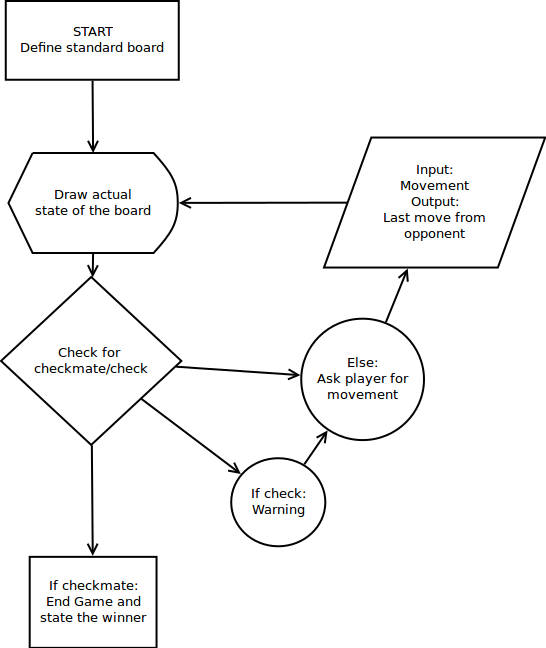 START
Define standard board
Draw actual
state of the board
Input:
Movement
Output:
Last move from
opponent
Check for
checkmate/check
Else:
Ask player for
movement
If check:
Warning
If checkmate:
End Game and
state the winner